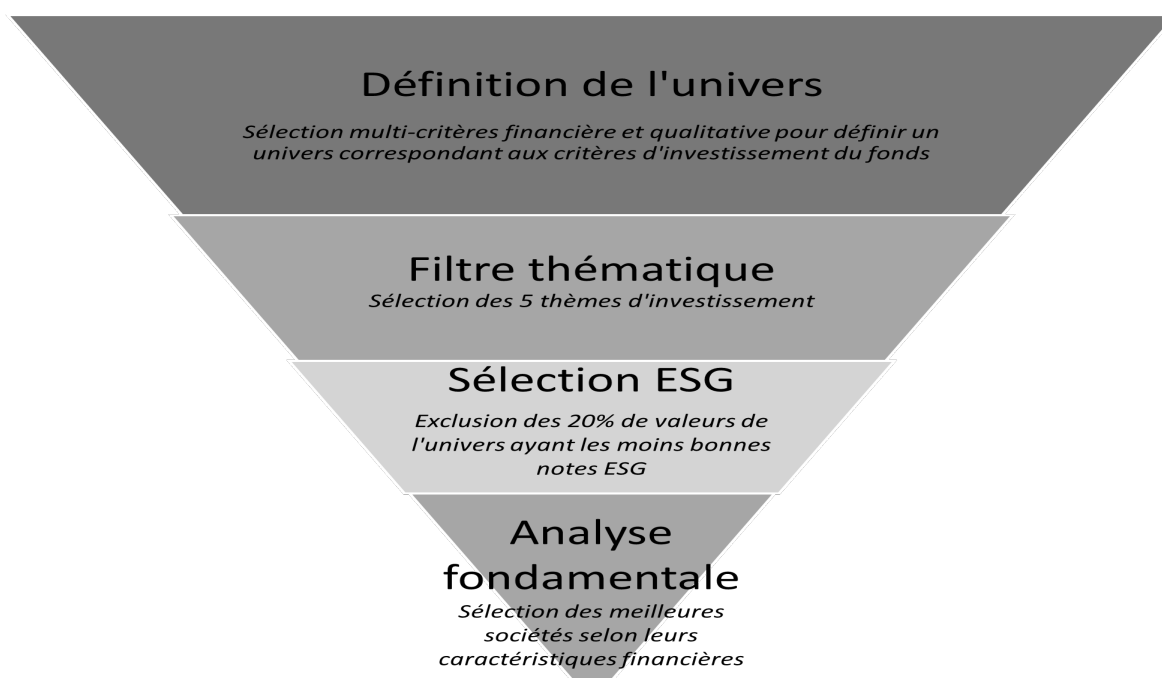 Définition de l'univers
Sélection multi-critères financière et qualitative pour définir un
univers correspondant aux critères d'investissement du fonds
Filtre thématique
Sélection des 5 thèmes d'investissement
Sélection ESG
Exclusion des 20% de valeurs de
l'univers ayant les moins bonnes
notes ESG
Analyse
fondamentale
Sélection des meilleures
sociétés selon leurs
caractéristiques financières